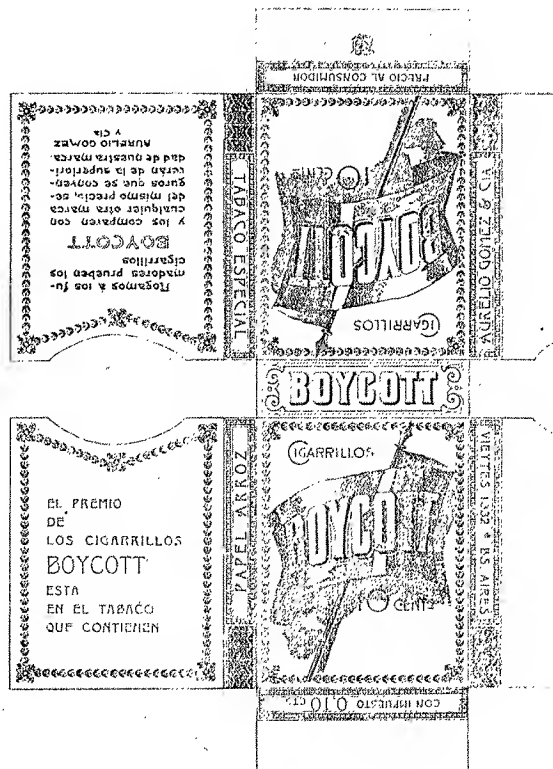 PRECIO AL CONSUMIDOR
Rogamos á los fu-
madores prueben los
cigarrillos
BOYCOTT
y los comparen con
cualquier otra marca
del mismo precio, se-
guros que se conven-
cerán de la superiori-
dad de nuestra marca.
AURELIO GOMEZ
y Cia
TABACO ESPECIAL
CIGARRILLOS
BOYCOTT
10 CENTS
AURELIO GOMEZ & CIA
BOYCOTT
EL PREMIO
DE
LOS CIGARRILLOS
BOYCOTT
ESTA
EN EL TABACO
QUE CONTIENEN
PAPEL ARROZ
CIGARRILLOS
BOYCOTT
10 CENTS
VIEYTES 1332 * BS AIRES
CON IMPUESTO 0.10 CTS